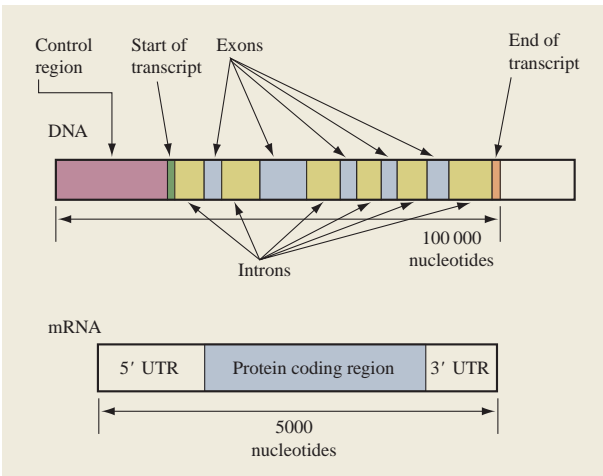 Control
region
Start of
transcript
Exons
End of
transcript
DNA
100 000
nucleotides
Introns
mRNA
5′ UTR
Protein coding region
3′ UTR
5000
nucleotides